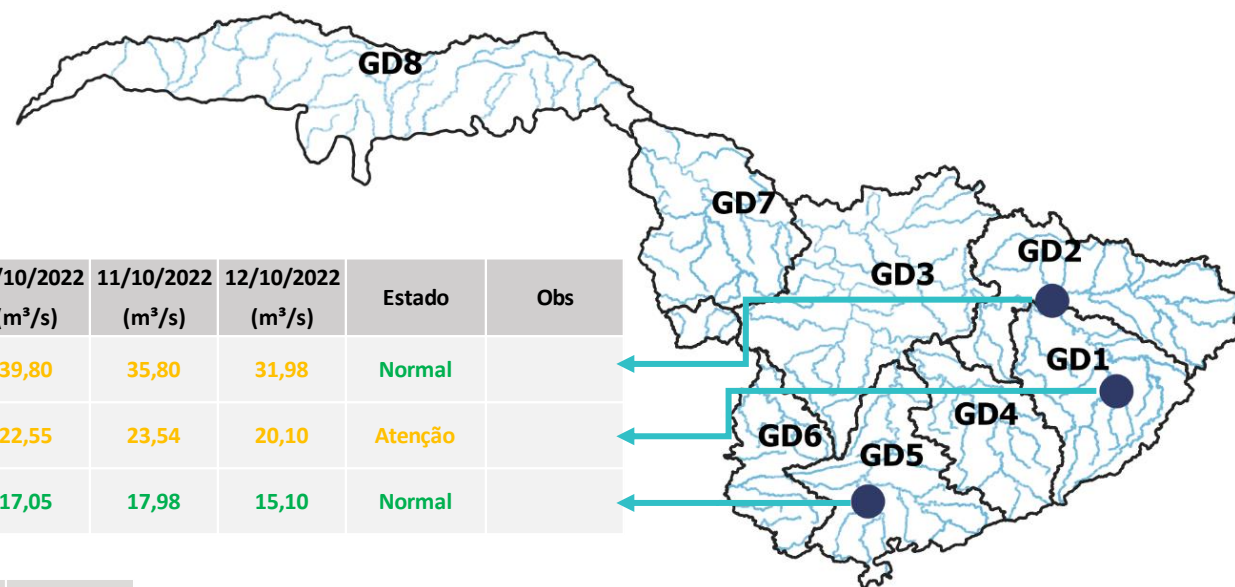 GD8
GD7
GD2
GD3
GD1
GD4
GD6
GD5
/10/2022 11/10/2022 12/10/2022 Estado Obs
(m³/s) (m³/s) (m³/s)
39,80 35,80 31,98 Normal
22,55 23,54 20,10 Atenção
17,05 17,98 15,10 Normal